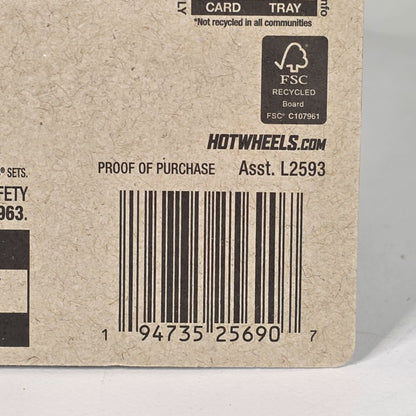 CARD TRAY
*Not recycled in all communities
FSC
RECYCLED
Board
FSC® C107961
HOTWHEELS.COM
PROOF OF PURCHASE Asst. L2593
® SETS.
FETY
963.
1 94735 25690 7